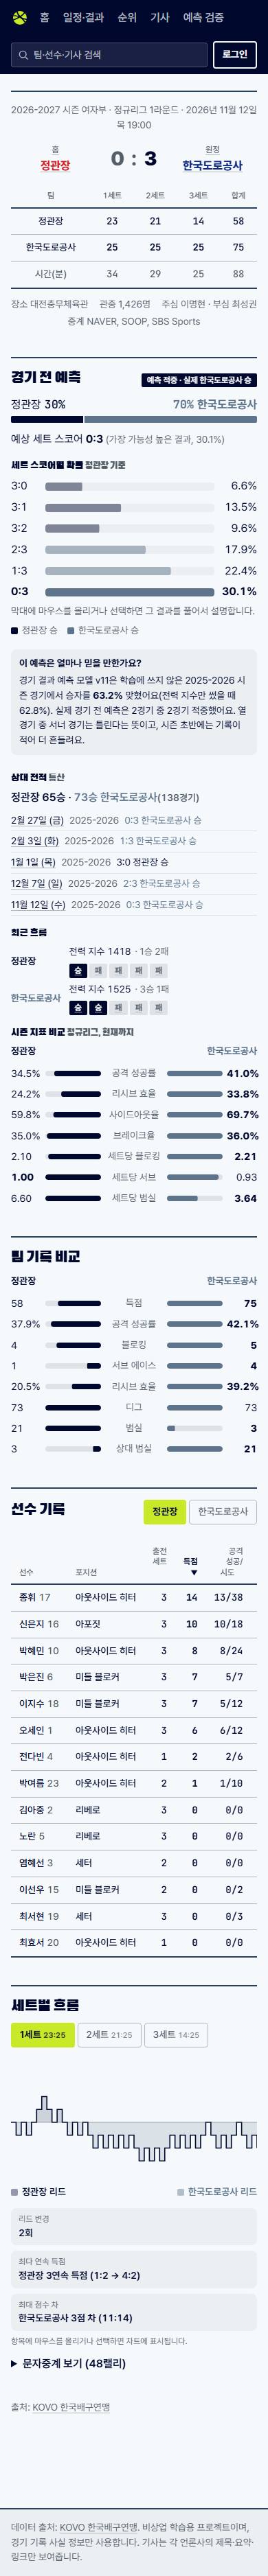 홈 일정·결과 순위 기사 예측 검증
팀·선수·기사 검색 로그인
2026-2027 시즌 여자부 · 정규리그 1라운드 · 2026년 11월 12일
목 19:00
홈 원정
정관장 0 : 3 한국도로공사
팀 1세트 2세트 3세트 합계
정관장 23 21 14 58
한국도로공사 25 25 25 75
시간(분) 34 29 25 88
장소 대전충무체육관 관중 1,426명 주심 이명현 · 부심 최성권
중계 NAVER, SOOP, SBS Sports
경기 전 예측 예측 적중 · 실제 한국도로공사 승
정관장 30% 70% 한국도로공사
예상 세트 스코어 0:3 (가장 가능성 높은 결과, 30.1%)
세트 스코어별 확률 정관장 기준
3:0 6.6%
3:1 13.5%
3:2 9.6%
2:3 17.9%
1:3 22.4%
0:3 30.1%
막대에 마우스를 올리거나 선택하면 그 결과를 풀어서 설명합니다.
정관장 승 한국도로공사 승
이 예측은 얼마나 믿을 만한가요?
경기 결과 예측 모델 v11은 학습에 쓰지 않은 2025-2026 시
즌 경기에서 승자를 63.2% 맞혔어요(전력 지수만 썼을 때
62.8%). 실제 경기 전 예측은 2경기 중 2경기 적중했어요. 열
경기 중 서너 경기는 틀린다는 뜻이고, 시즌 초반에는 기록이
적어 더 흔들려요.
상대 전적 통산
정관장 65승 · 73승 한국도로공사(138경기)
2월 27일 (금) 2025-2026 0:3 한국도로공사 승
2월 3일 (화) 2025-2026 1:3 한국도로공사 승
1월 1일 (목) 2025-2026 3:0 정관장 승
12월 7일 (일) 2025-2026 2:3 한국도로공사 승
11월 12일 (수) 2025-2026 0:3 한국도로공사 승
최근 흐름
정관장 전력 지수 1418 · 1승 2패
승 패 패 패 패
한국도로공사 전력 지수 1525 · 3승 1패
승 승 패 패 패
시즌 지표 비교 정규리그, 현재까지
정관장 한국도로공사
34.5% 공격 성공률 41.0%
24.2% 리시브 효율 33.8%
59.8% 사이드아웃율 69.7%
35.0% 브레이크율 36.0%
2.10 세트당 블로킹 2.21
1.00 세트당 서브 0.93
6.60 세트당 범실 3.64
팀 기록 비교
정관장 한국도로공사
58 득점 75
37.9% 공격 성공률 42.1%
4 블로킹 5
1 서브 에이스 4
20.5% 리시브 효율 39.2%
73 디그 73
21 범실 3
3 상대 범실 21
선수 기록 정관장 한국도로공사
선수 포지션 출전 세트 득점 ▼ 공격 성공/시도
종휘 17 아웃사이드 히터 3 14 13/38
신은지 16 아포짓 3 10 10/18
박혜민 10 아웃사이드 히터 3 8 8/24
박은진 6 미들 블로커 3 7 5/7
이지수 18 미들 블로커 3 7 5/12
오세인 1 아웃사이드 히터 3 6 6/12
전다빈 4 아웃사이드 히터 1 2 2/6
박여름 23 아웃사이드 히터 2 1 1/10
김아중 2 리베로 3 0 0/0
노란 5 리베로 3 0 0/0
염혜선 3 세터 2 0 0/0
이선우 15 미들 블로커 2 0 0/2
최서현 19 세터 3 0 0/3
최효서 20 아웃사이드 히터 1 0 0/0
세트별 흐름
1세트 23:25 2세트 21:25 3세트 14:25
정관장 리드 한국도로공사 리드
리드 변경
2회
최다 연속 득점
정관장 3연속 득점 (1:2 → 4:2)
최대 점수 차
한국도로공사 3점 차 (11:14)
항목에 마우스를 올리거나 선택하면 차트에 표시됩니다.
▶ 문자중계 보기 (48랠리)
출처: KOVO 한국배구연맹
데이터 출처: KOVO 한국배구연맹. 비상업 학습용 프로젝트이며,
경기 기록 사실 정보만 사용합니다. 기사는 각 언론사의 제목·요약·
링크만 보여줍니다.